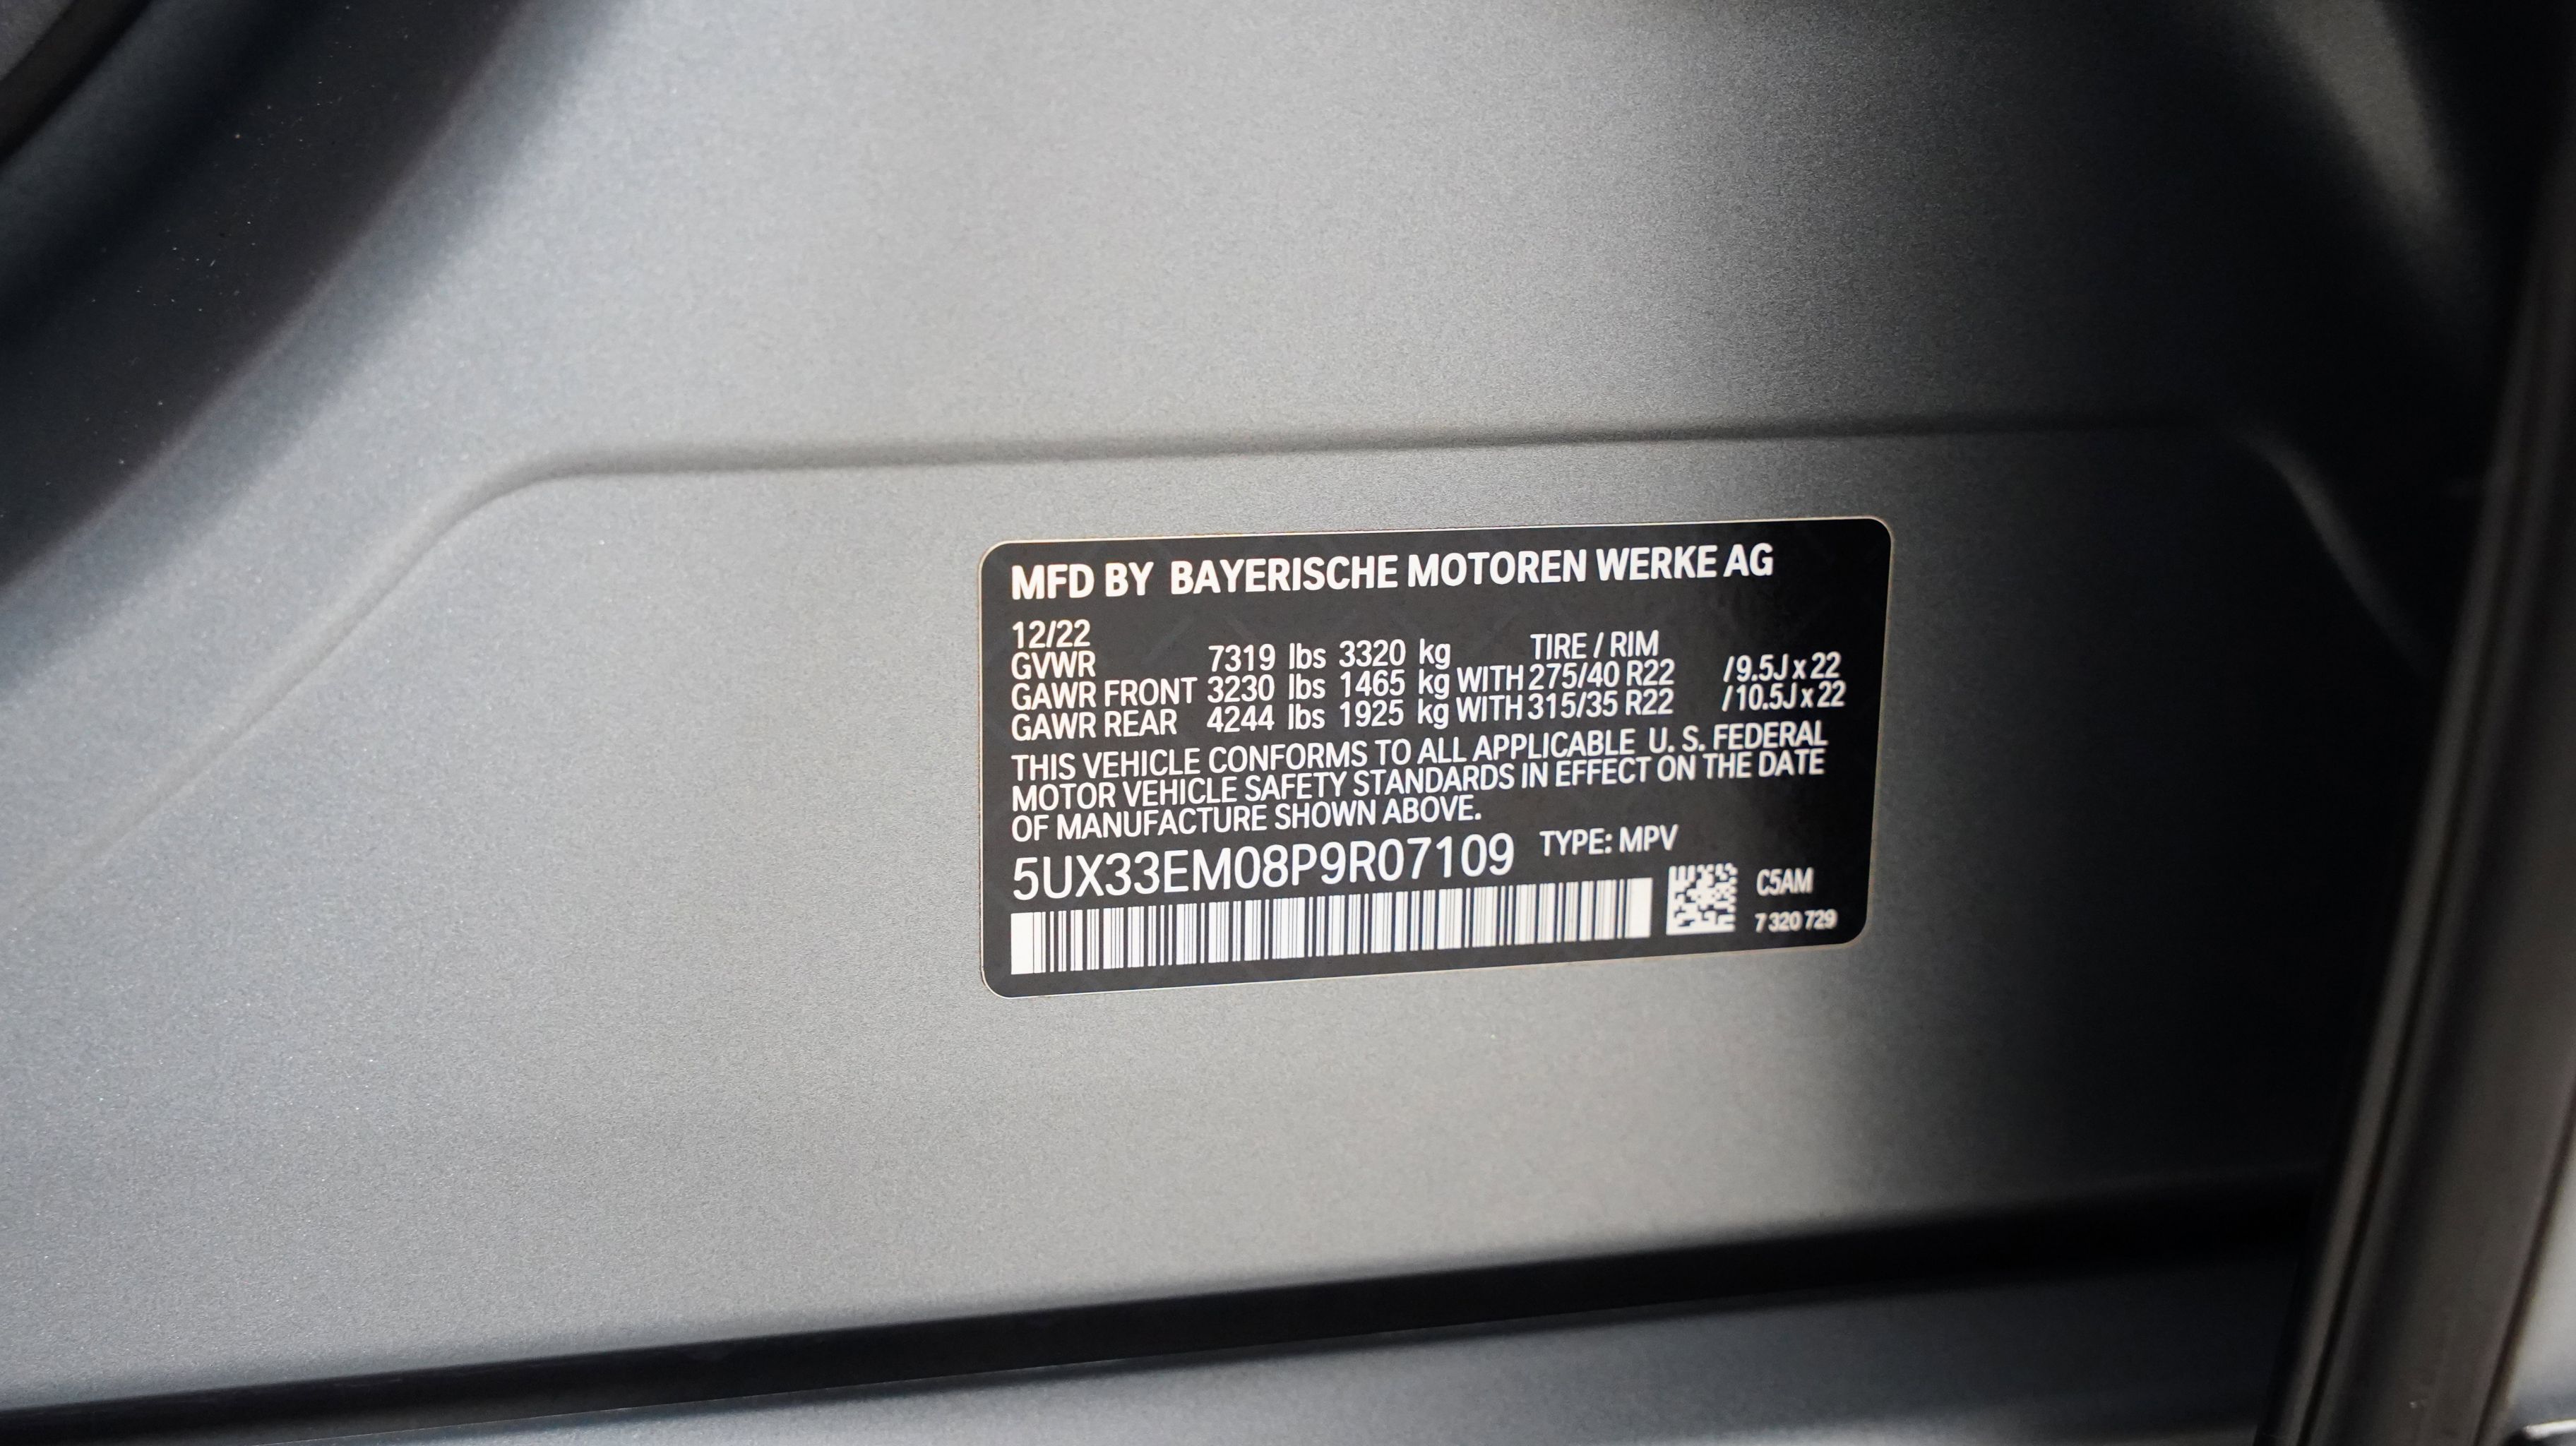 MFD BY BAYERISCHE MOTOREN WERKE AG
12/22
GVWR 7319 lbs 3320 kg TIRE / RIM
GAWR FRONT 3230 lbs 1465 kg WITH 275/40 R22 /9.5J x 22
GAWR REAR 4244 lbs 1925 kg WITH 315/35 R22 /10.5J x 22
THIS VEHICLE CONFORMS TO ALL APPLICABLE U. S. FEDERAL
MOTOR VEHICLE SAFETY STANDARDS IN EFFECT ON THE DATE
OF MANUFACTURE SHOWN ABOVE.
5UX33EM08P9R07109 TYPE: MPV
C5AM
7 320 729